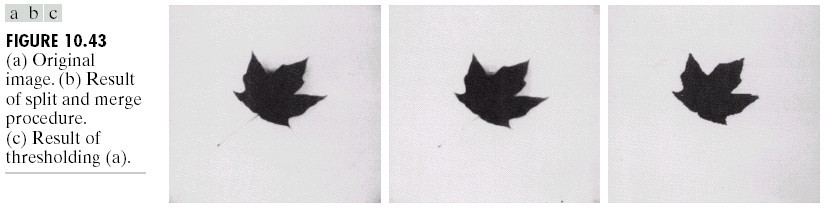 a b c
FIGURE 10.43
(a) Original
image. (b) Result
of split and merge
procedure.
(c) Result of
thresholding (a).